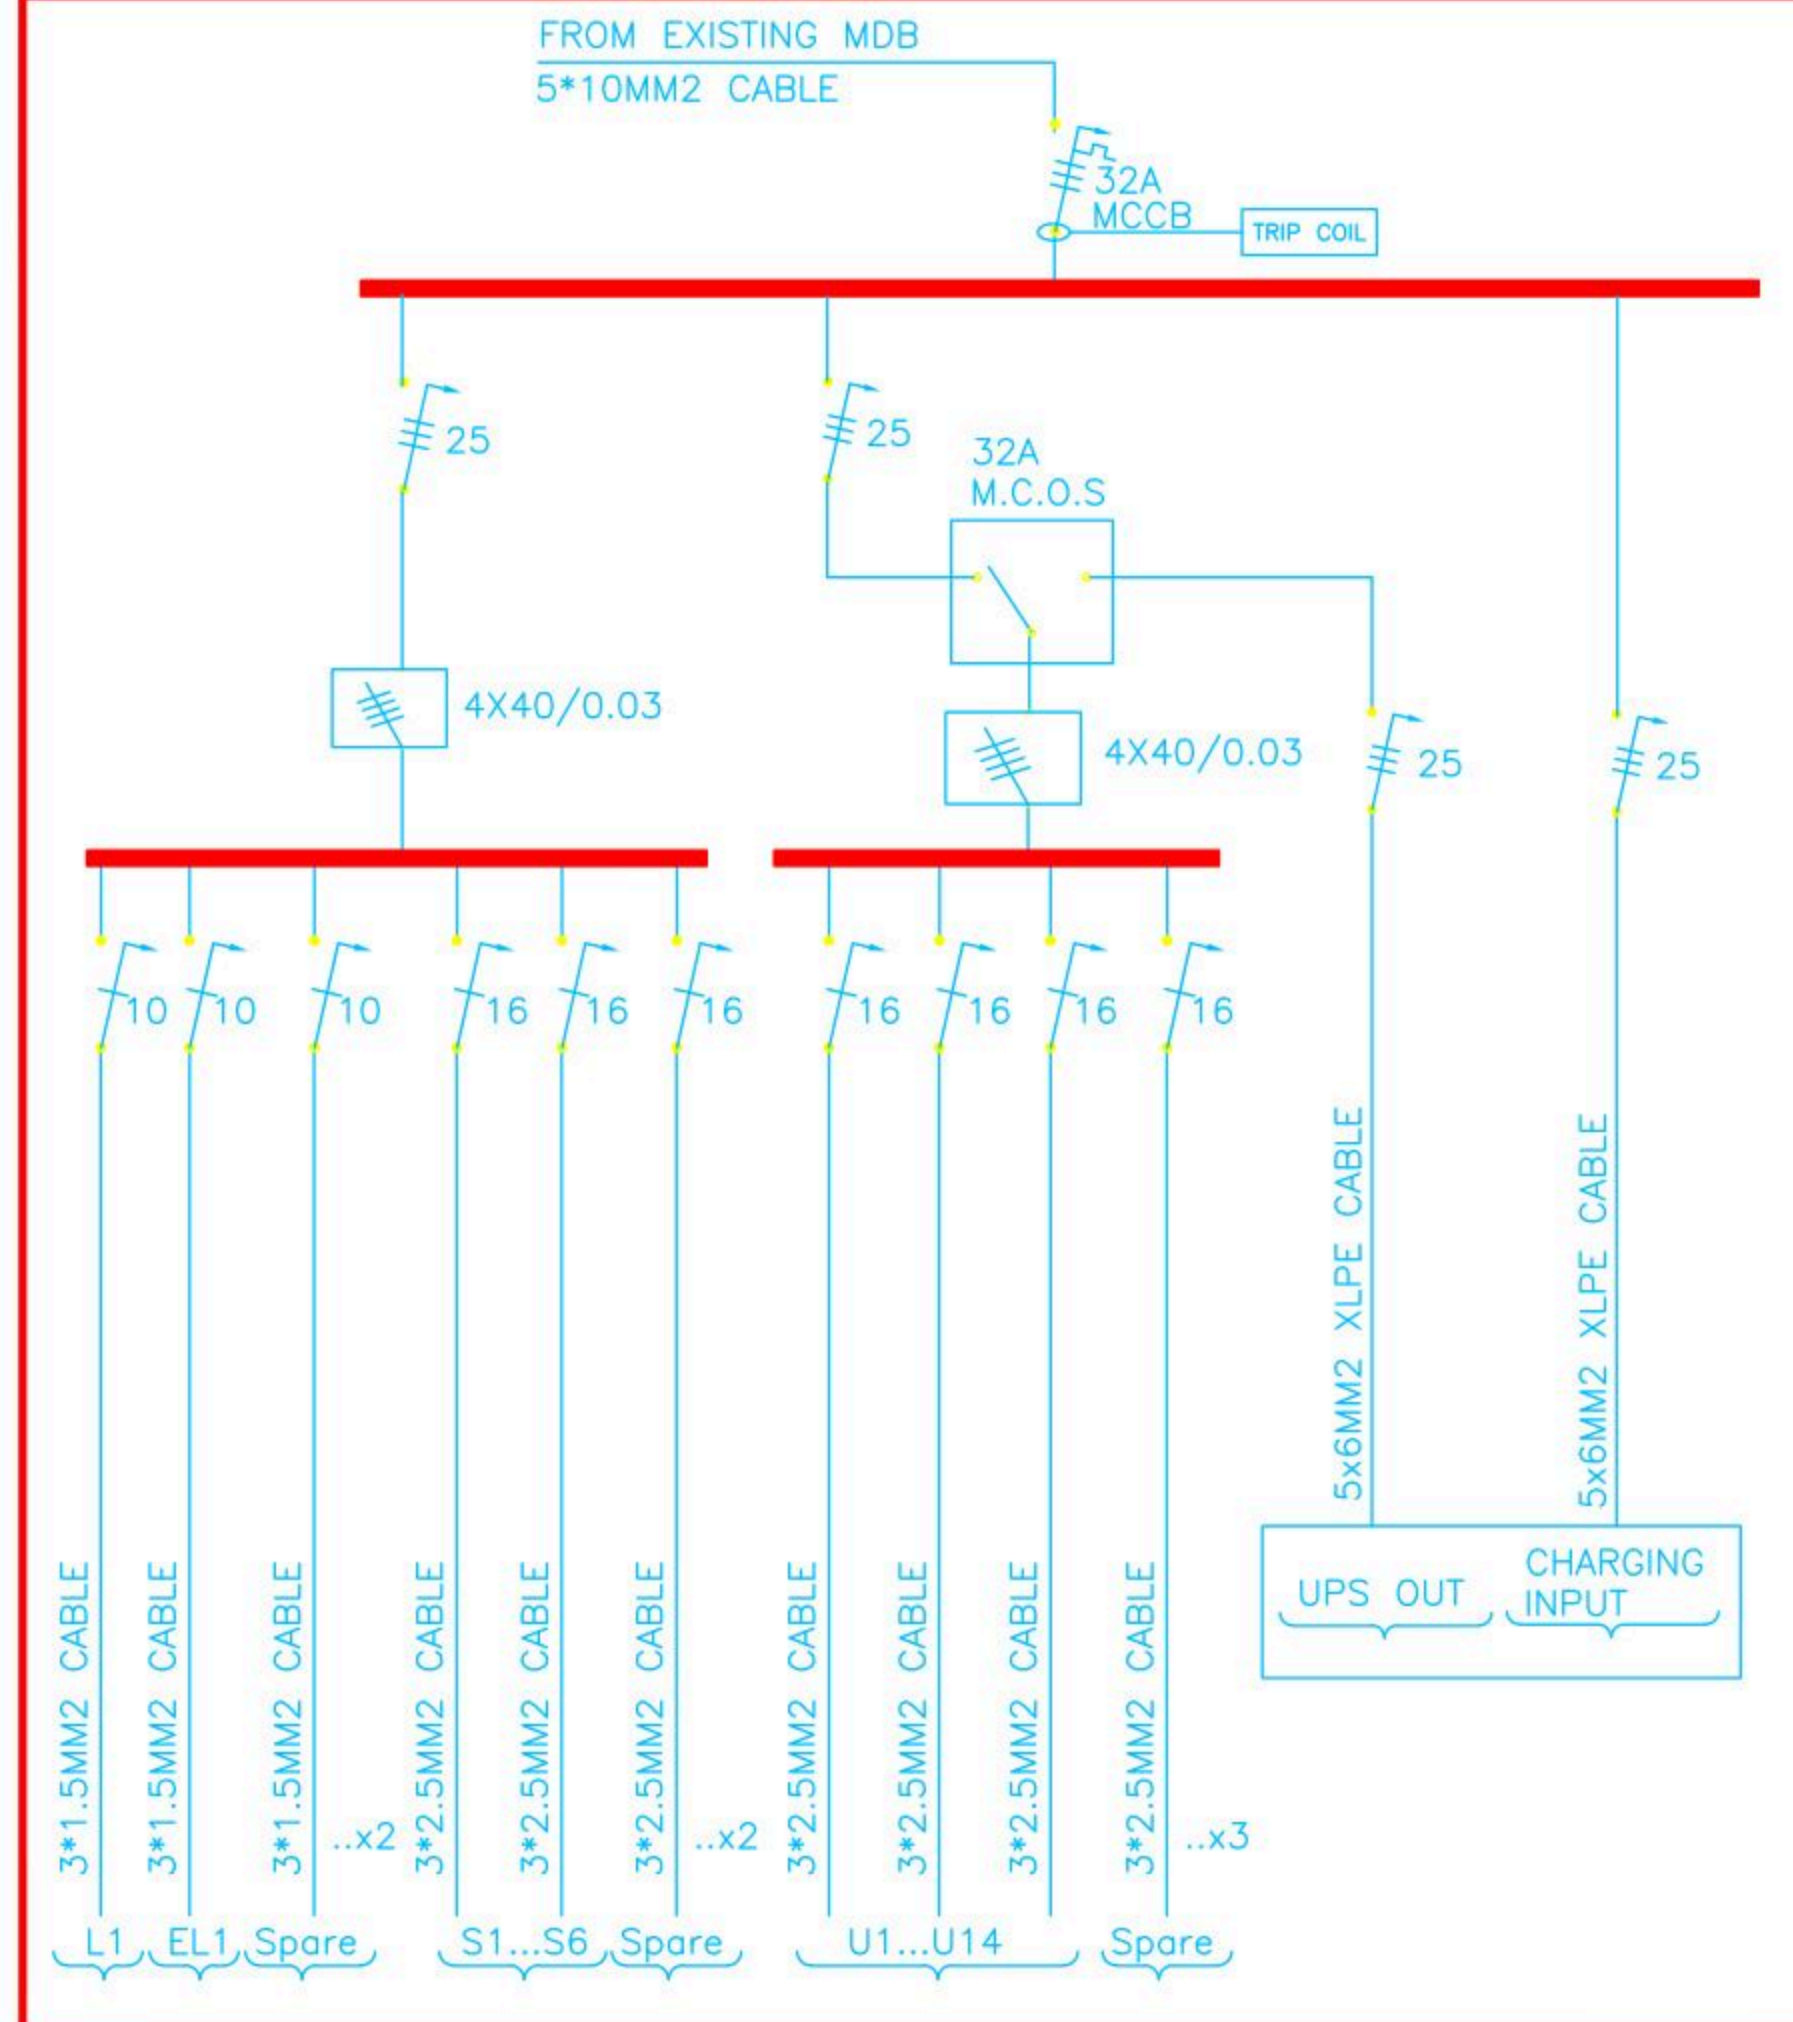 FROM EXISTING MDB
5*10MM2 CABLE
32A
MCCB
TRIP COIL
25
25
32A
M.C.O.S
4X40/0.03
4X40/0.03
25
25
10
10
10
16
16
16
16
16
16
16
3*1.5MM2 CABLE
3*1.5MM2 CABLE
3*1.5MM2 CABLE
..x2
3*2.5MM2 CABLE
3*2.5MM2 CABLE
3*2.5MM2 CABLE
..x2
3*2.5MM2 CABLE
3*2.5MM2 CABLE
3*2.5MM2 CABLE
3*2.5MM2 CABLE
..x3
5x6MM2 XLPE CABLE
5x6MM2 XLPE CABLE
UPS OUT
CHARGING
INPUT
L1
EL1
Spare
S1...S6
Spare
U1...U14
Spare